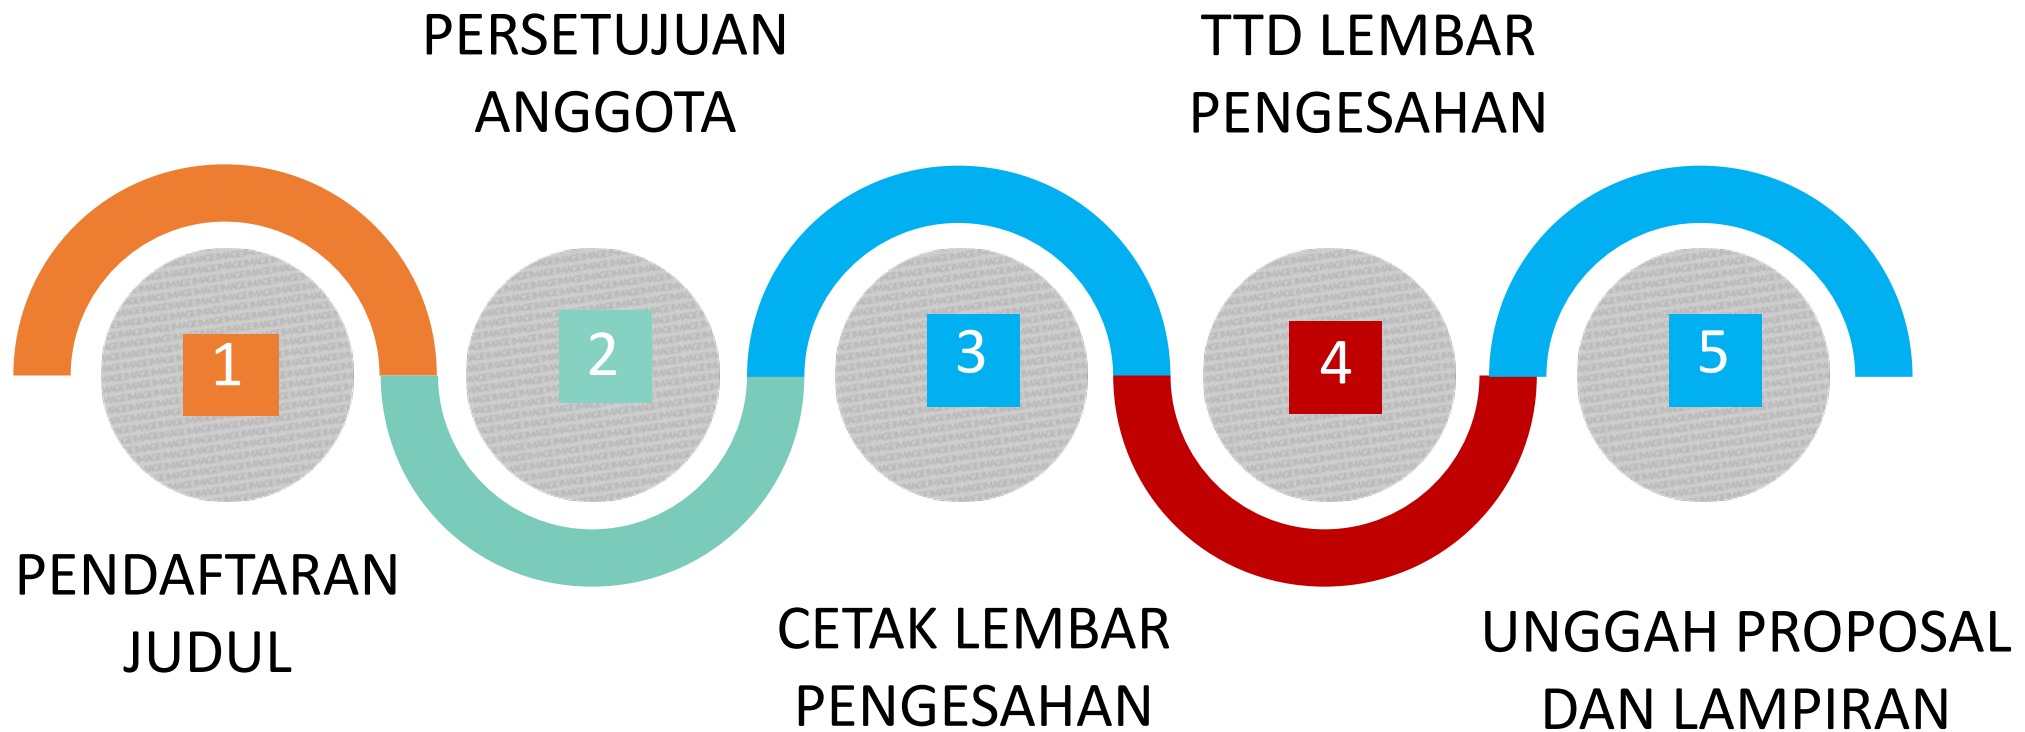 PERSETUJUAN
ANGGOTA
TTD LEMBAR
PENGESAHAN
1
2
3
4
5
PENDAFTARAN
JUDUL
CETAK LEMBAR
PENGESAHAN
UNGGAH PROPOSAL
DAN LAMPIRAN